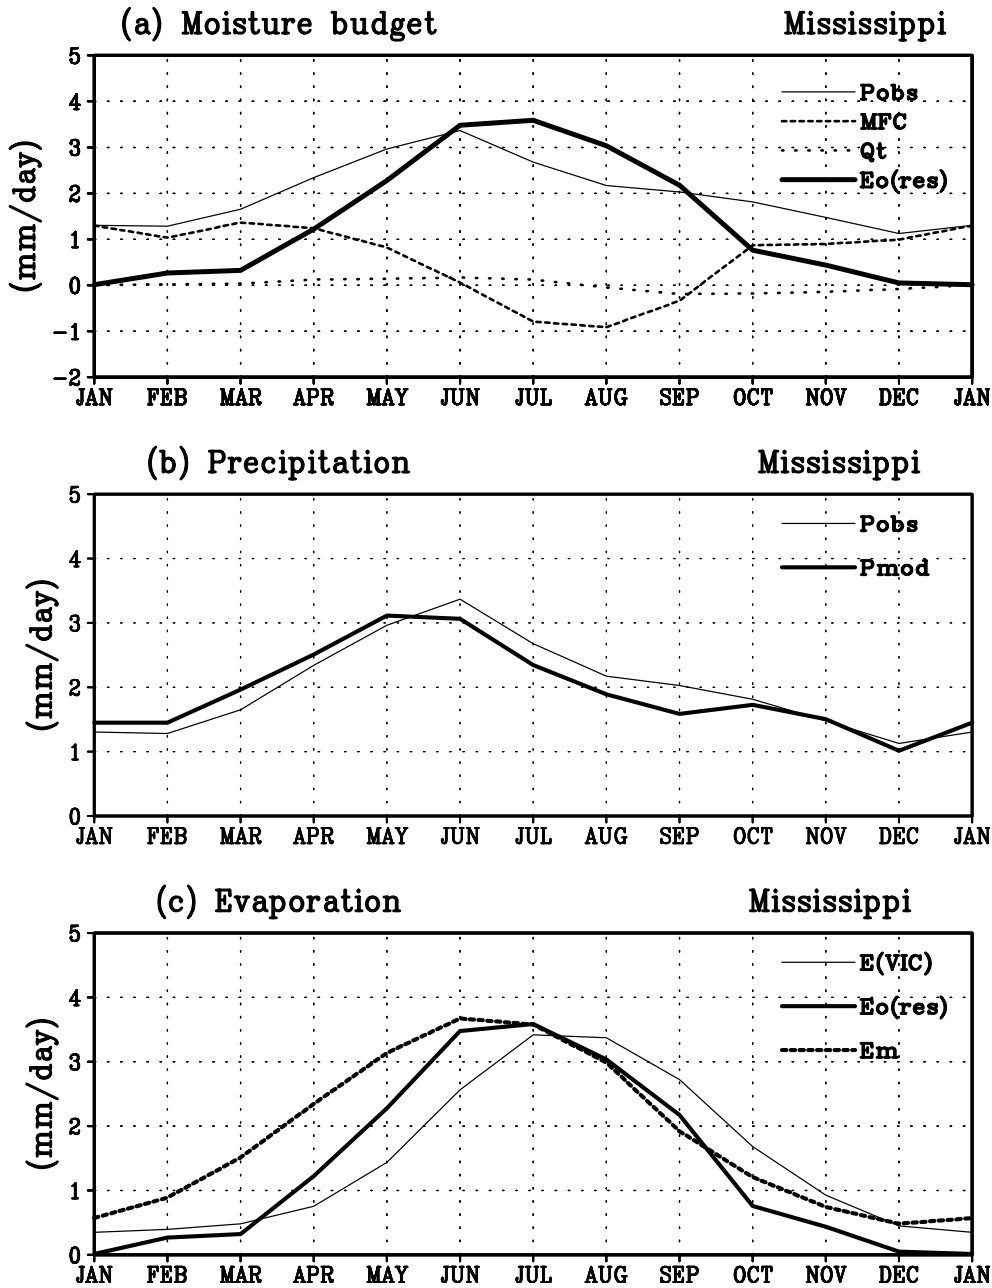 (a) Moisture budget Mississippi
5
4
3
2
1
0
−1
−2
(mm/day)
Pobs
MFC
Qt
Eo(res)
JAN FEB MAR APR MAY JUN JUL AUG SEP OCT NOV DEC JAN
(b) Precipitation Mississippi
5
4
3
2
1
0
(mm/day)
Pobs
Pmod
JAN FEB MAR APR MAY JUN JUL AUG SEP OCT NOV DEC JAN
(c) Evaporation Mississippi
5
4
3
2
1
0
(mm/day)
E(VIC)
Eo(res)
Em
JAN FEB MAR APR MAY JUN JUL AUG SEP OCT NOV DEC JAN